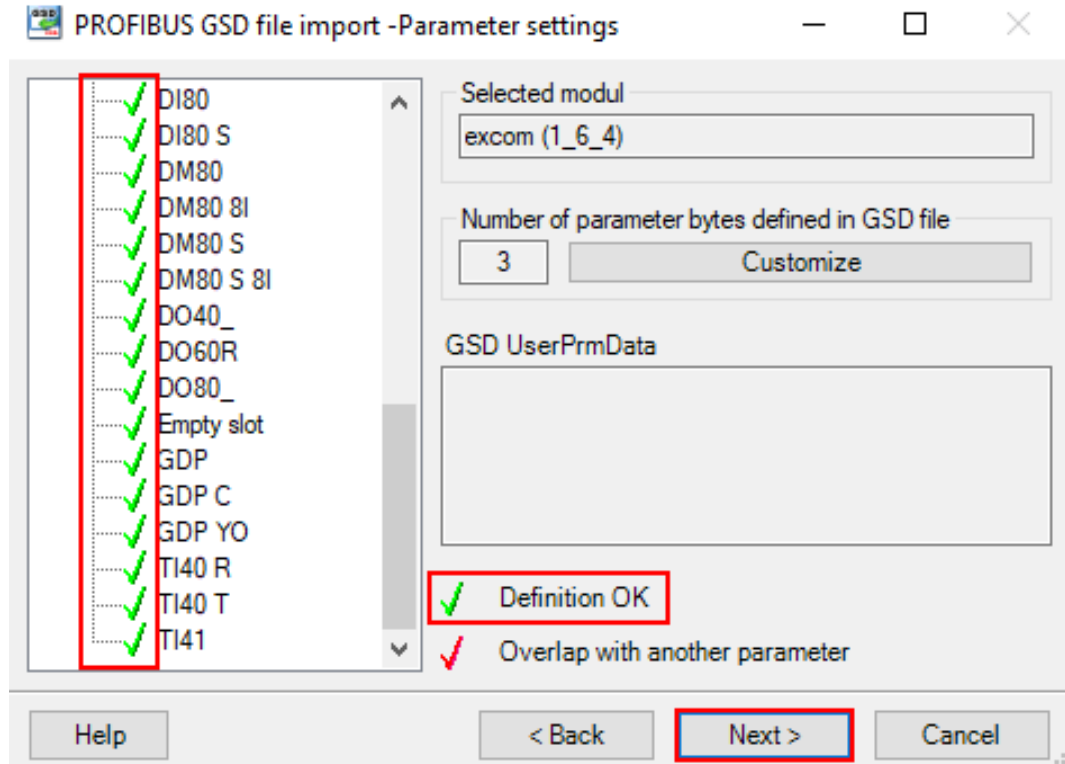 PROFIBUS GSD file import -Parameter settings
DI80
DI80 S
DM80
DM80 8I
DM80 S
DM80 S 8I
DO40_
DO60R
DO80_
Empty slot
GDP
GDP C
GDP YO
TI40 R
TI40 T
TI41
Selected modul
excom (1_6_4)
Number of parameter bytes defined in GSD file
3 Customize
GSD UserPrmData
Definition OK
Overlap with another parameter
Help < Back Next > Cancel